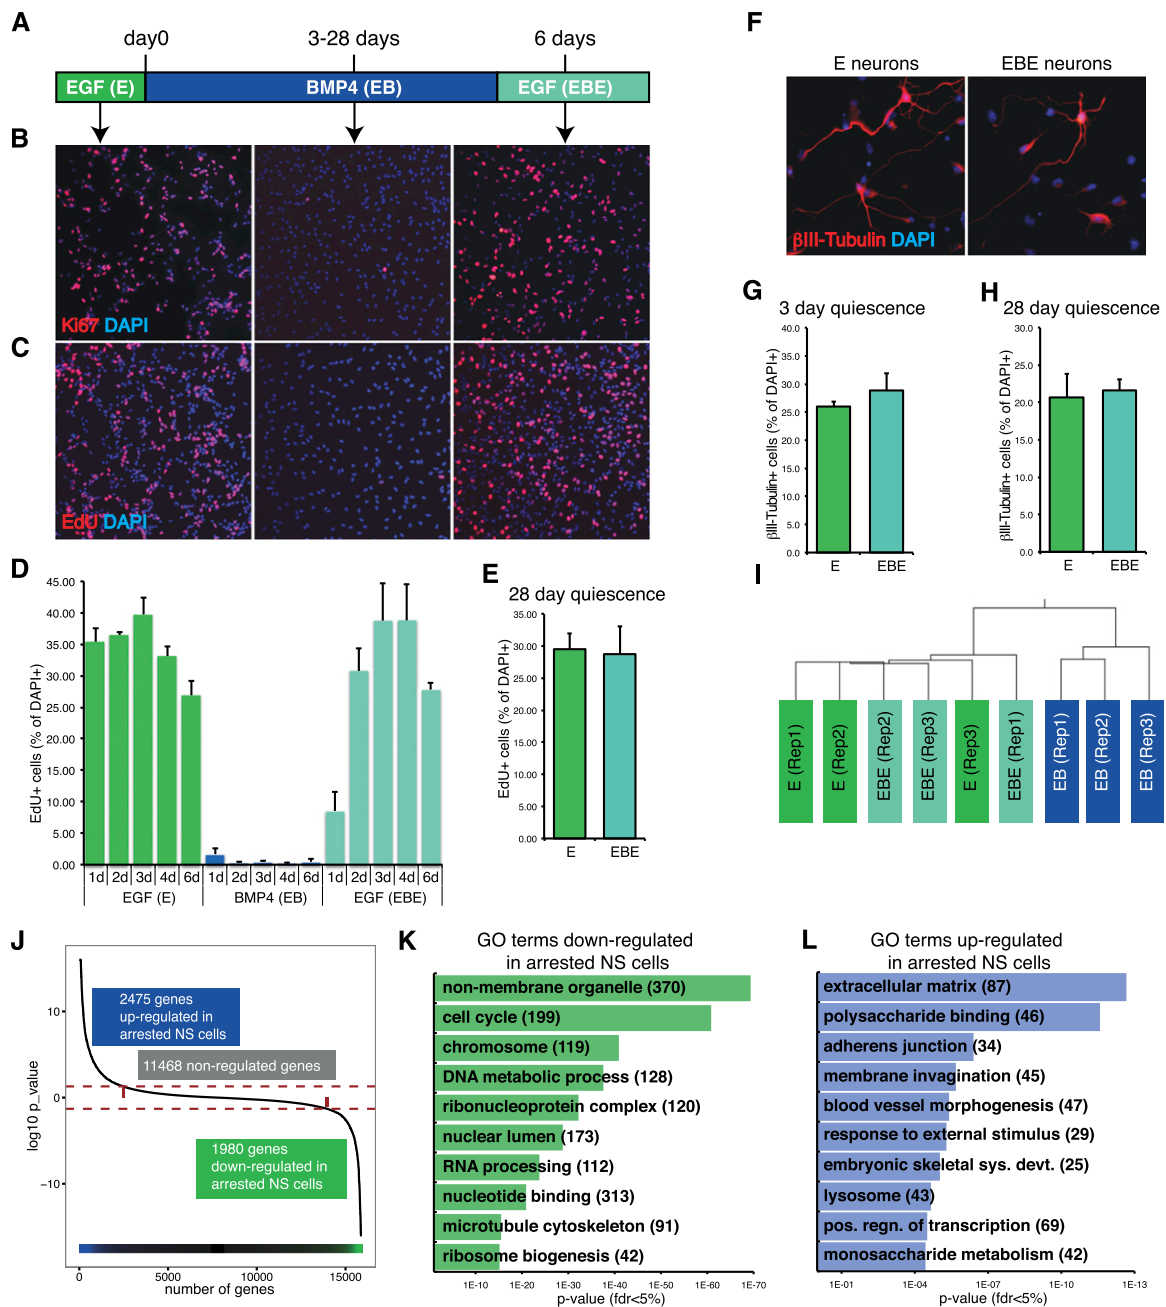 A
day0
3-28 days
6 days
EGF (E)
BMP4 (EB)
EGF (EBE)
B
Ki67 DAPI
C
EdU DAPI
D
EdU+ cells (% of DAPI+)
45.00
40.00
35.00
30.00
25.00
20.00
15.00
10.00
5.00
0.00
1d 2d 3d 4d 6d 1d 2d 3d 4d 6d 1d 2d 3d 4d 6d
EGF (E) BMP4 (EB) EGF (EBE)
E
28 day quiescence
EdU+ cells (% of DAPI+)
35.00
30.00
25.00
20.00
15.00
10.00
5.00
0.00
E EBE
F
E neurons
EBE neurons
βIII-Tubulin DAPI
G
3 day quiescence
βIII-Tubulin+ cells (% of DAPI+)
40.0
35.0
30.0
25.0
20.0
15.0
10.0
5.0
0.0
E EBE
H
28 day quiescence
βIII-Tubulin+ cells (% of DAPI+)
30.0
25.0
20.0
15.0
10.0
5.0
0.0
E EBE
I
E (Rep1)
E (Rep2)
EBE (Rep2)
EBE (Rep3)
E (Rep3)
EBE (Rep1)
EB (Rep1)
EB (Rep2)
EB (Rep3)
J
log10 p_value
10
0
−10
2475 genes
up-regulated in
arrested NS cells
11468 non-regulated genes
1980 genes
down-regulated in
arrested NS cells
0 5000 10000 15000
number of genes
K
GO terms down-regulated
in arrested NS cells
non-membrane organelle (370)
cell cycle (199)
chromosome (119)
DNA metabolic process (128)
ribonucleoprotein complex (120)
nuclear lumen (173)
RNA processing (112)
nucleotide binding (313)
microtubule cytoskeleton (91)
ribosome biogenesis (42)
1E-10 1E-20 1E-30 1E-40 1E-50 1E-60 1E-70
p-value (fdr<5%)
L
GO terms up-regulated
in arrested NS cells
extracellular matrix (87)
polysaccharide binding (46)
adherens junction (34)
membrane invagination (45)
blood vessel morphogenesis (47)
response to external stimulus (29)
embryonic skeletal sys. devt. (25)
lysosome (43)
pos. regn. of transcription (69)
monosaccharide metabolism (42)
1E-01 1E-04 1E-07 1E-10 1E-13
p-value (fdr<5%)